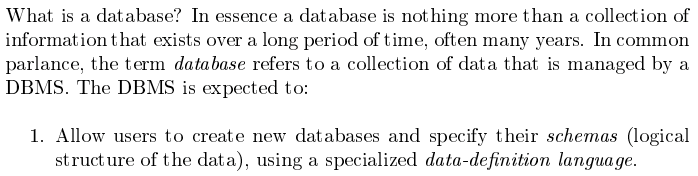 What is a database? In essence a database is nothing more than a collection of
information that exists over a long period of time, often many years. In common
parlance, the term database refers to a collection of data that is managed by a
DBMS. The DBMS is expected to:
1. Allow users to create new databases and specify their schemas (logical
structure of the data), using a specialized data-definition language.